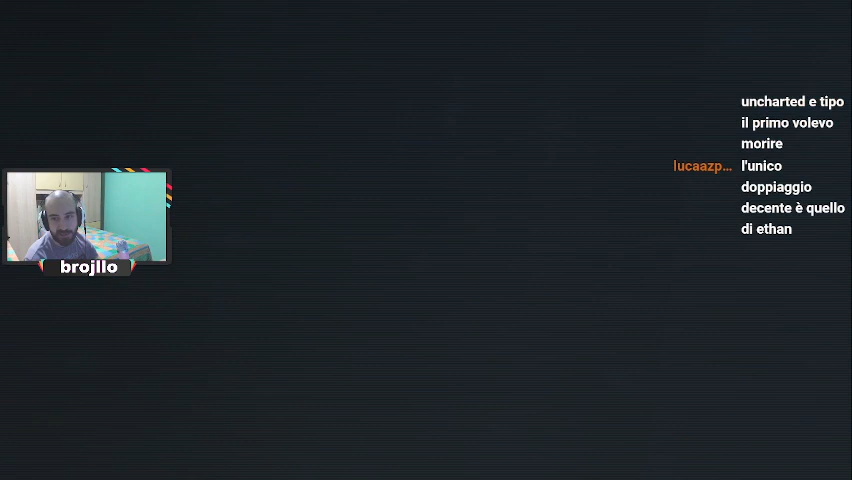 uncharted e tipo
il primo volevo
morire
lucaazp... l'unico
doppiaggio
decente è quello
di ethan
brojllo